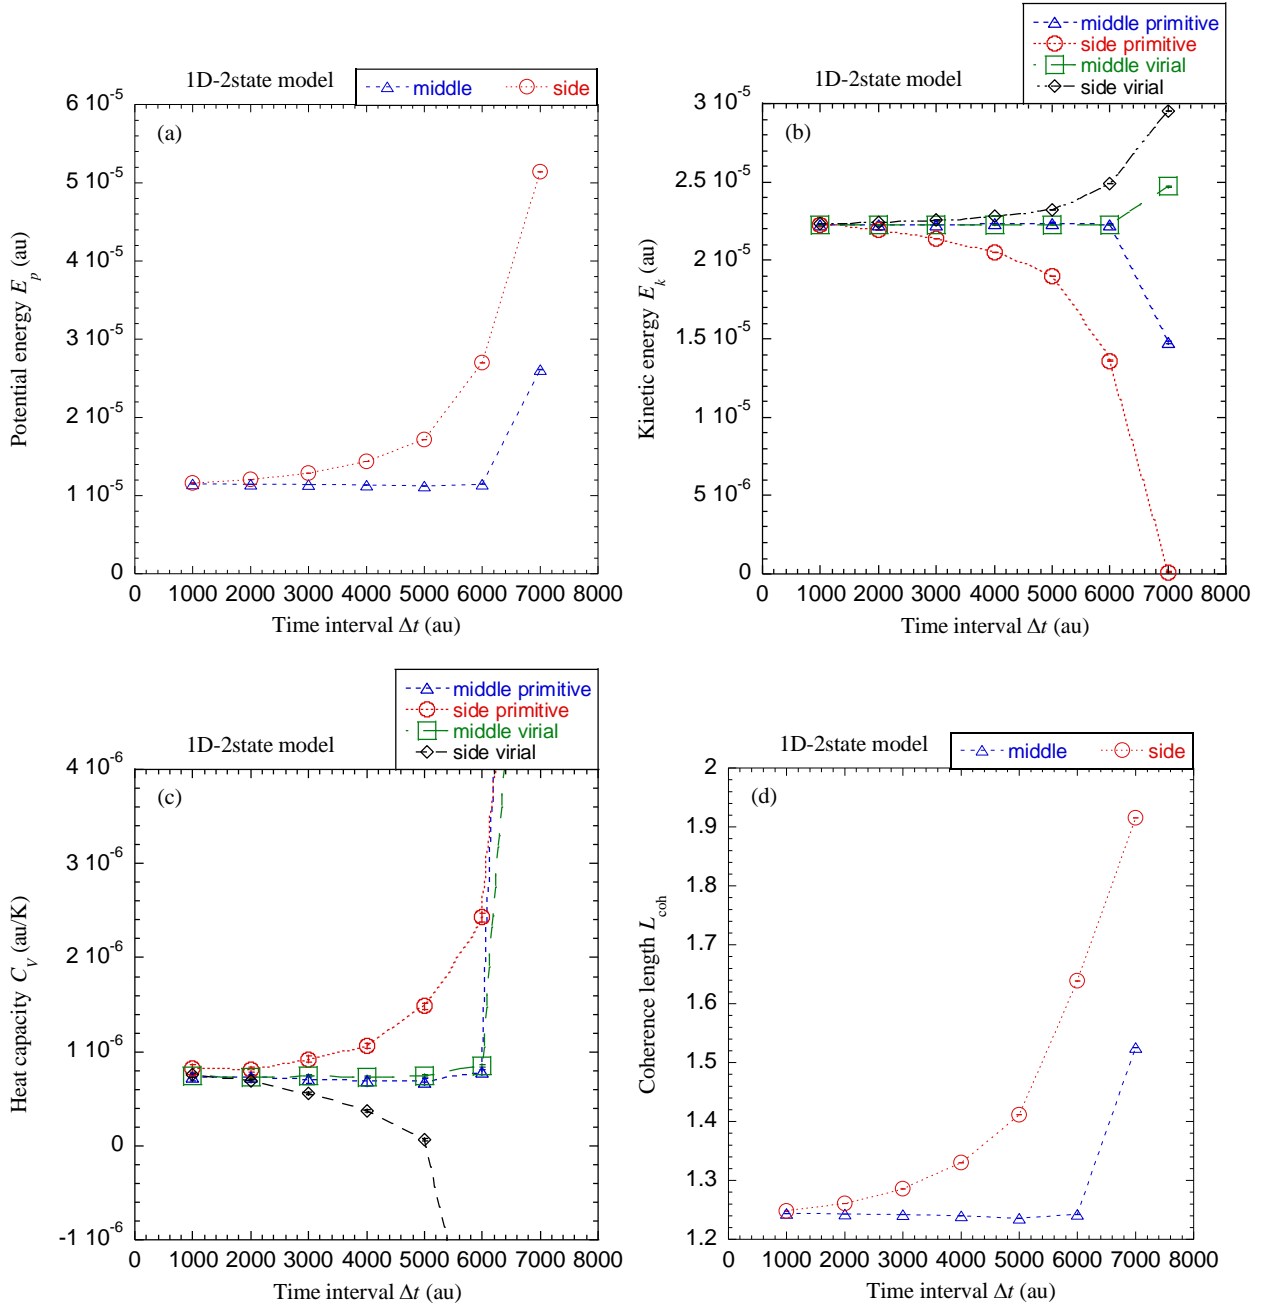 1D-2state model
middle side
(a)
6 10-5
5 10-5
4 10-5
3 10-5
2 10-5
1 10-5
0
Potential energy Ep (au)
0 1000 2000 3000 4000 5000 6000 7000 8000
Time interval Δt (au)
middle primitive
side primitive
middle virial
side virial
1D-2state model
(b)
3 10-5
2.5 10-5
2 10-5
1.5 10-5
1 10-5
5 10-6
0
Kinetic energy Ek (au)
0 1000 2000 3000 4000 5000 6000 7000 8000
Time interval Δt (au)
middle primitive
side primitive
middle virial
side virial
1D-2state model
(c)
4 10-6
3 10-6
2 10-6
1 10-6
0
-1 10-6
Heat capacity CV (au/K)
0 1000 2000 3000 4000 5000 6000 7000 8000
Time interval Δt (au)
1D-2state model
middle side
(d)
2
1.9
1.8
1.7
1.6
1.5
1.4
1.3
1.2
Coherence length Lcoh
0 1000 2000 3000 4000 5000 6000 7000 8000
Time interval Δt (au)